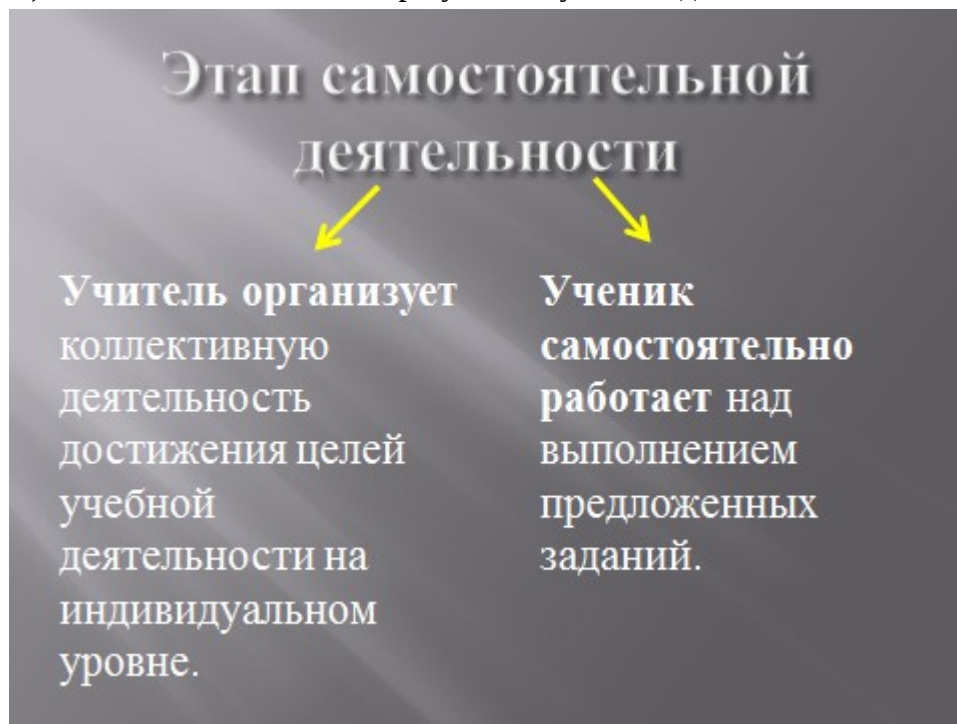 Этап самостоятельной
деятельности
Учитель организует
коллективную
деятельность
достижения целей
учебной
деятельности на
индивидуальном
уровне.
Ученик
самостоятельно
работает над
выполнением
предложенных
заданий.